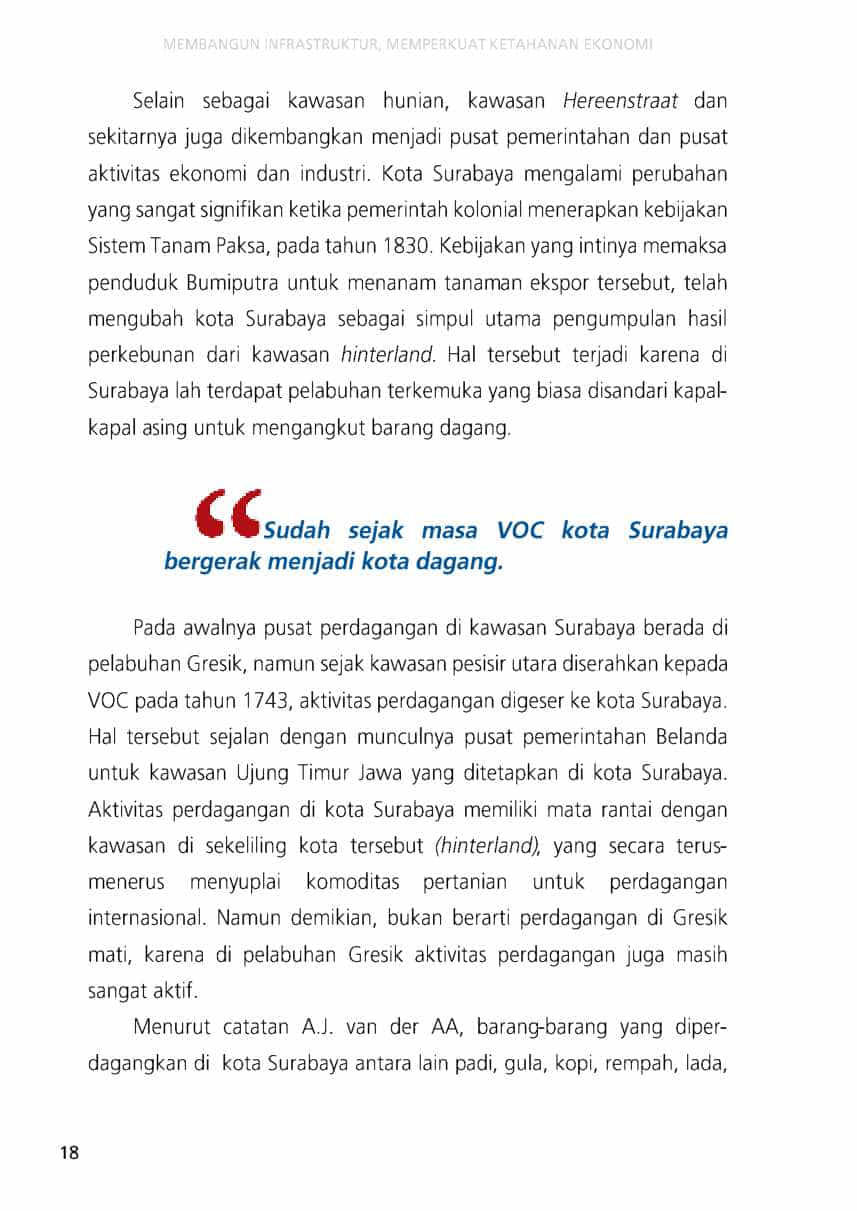 MEMBANGUN INFRASTRUKTUR, MEMPERKUAT KETAHANAN EKONOMI
Selain sebagai kawasan hunian, kawasan Hereenstraat dan
sekitarnya juga dikembangkan menjadi pusat pemerintahan dan pusat
aktivitas ekonomi dan industri. Kota Surabaya mengalami perubahan
yang sangat signifikan ketika pemerintah kolonial menerapkan kebijakan
Sistem Tanam Paksa, pada tahun 1830. Kebijakan yang intinya memaksa
penduduk Bumiputra untuk menanam tanaman ekspor tersebut, telah
mengubah kota Surabaya sebagai simpul utama pengumpulan hasil
perkebunan dari kawasan hinterland. Hal tersebut terjadi karena di
Surabaya lah terdapat pelabuhan terkemuka yang biasa disandari kapal-
kapal asing untuk mengangkut barang dagang.
“Sudah sejak masa VOC kota Surabaya
bergerak menjadi kota dagang.
Pada awalnya pusat perdagangan di kawasan Surabaya berada di
pelabuhan Gresik, namun sejak kawasan pesisir utara diserahkan kepada
VOC pada tahun 1743, aktivitas perdagangan digeser ke kota Surabaya.
Hal tersebut sejalan dengan munculnya pusat pemerintahan Belanda
untuk kawasan Ujung Timur Jawa yang ditetapkan di kota Surabaya.
Aktivitas perdagangan di kota Surabaya memiliki mata rantai dengan
kawasan di sekeliling kota tersebut (hinterland), yang secara terus-
menerus menyuplai komoditas pertanian untuk perdagangan
internasional. Namun demikian, bukan berarti perdagangan di Gresik
mati, karena di pelabuhan Gresik aktivitas perdagangan juga masih
sangat aktif.
Menurut catatan A.J. van der AA, barang-barang yang diper-
dagangkan di kota Surabaya antara lain padi, gula, kopi, rempah, lada,
18